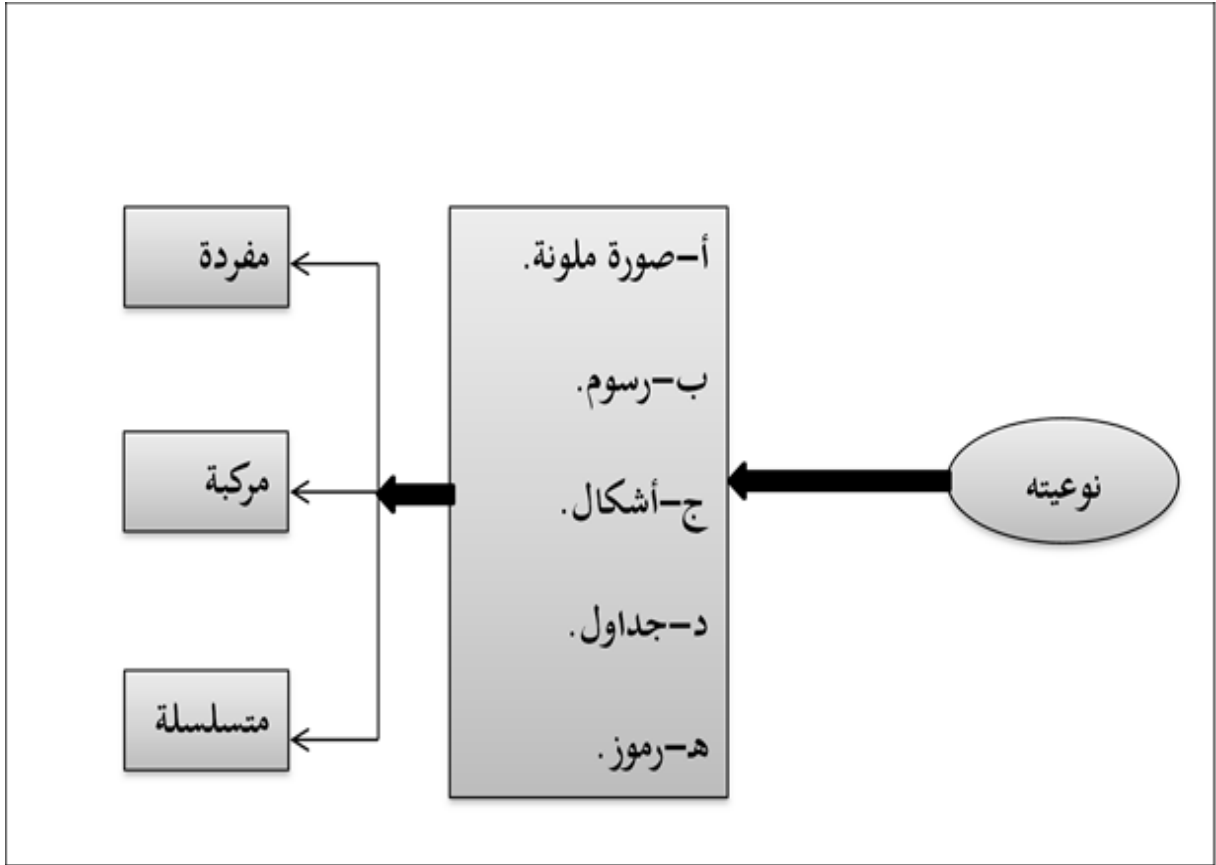 نوعيته
أ-صورة ملونة.
ب-رسوم.
ج-أشكال.
د-جداول.
هـ-رموز.
مفردة
مركبة
متسلسلة